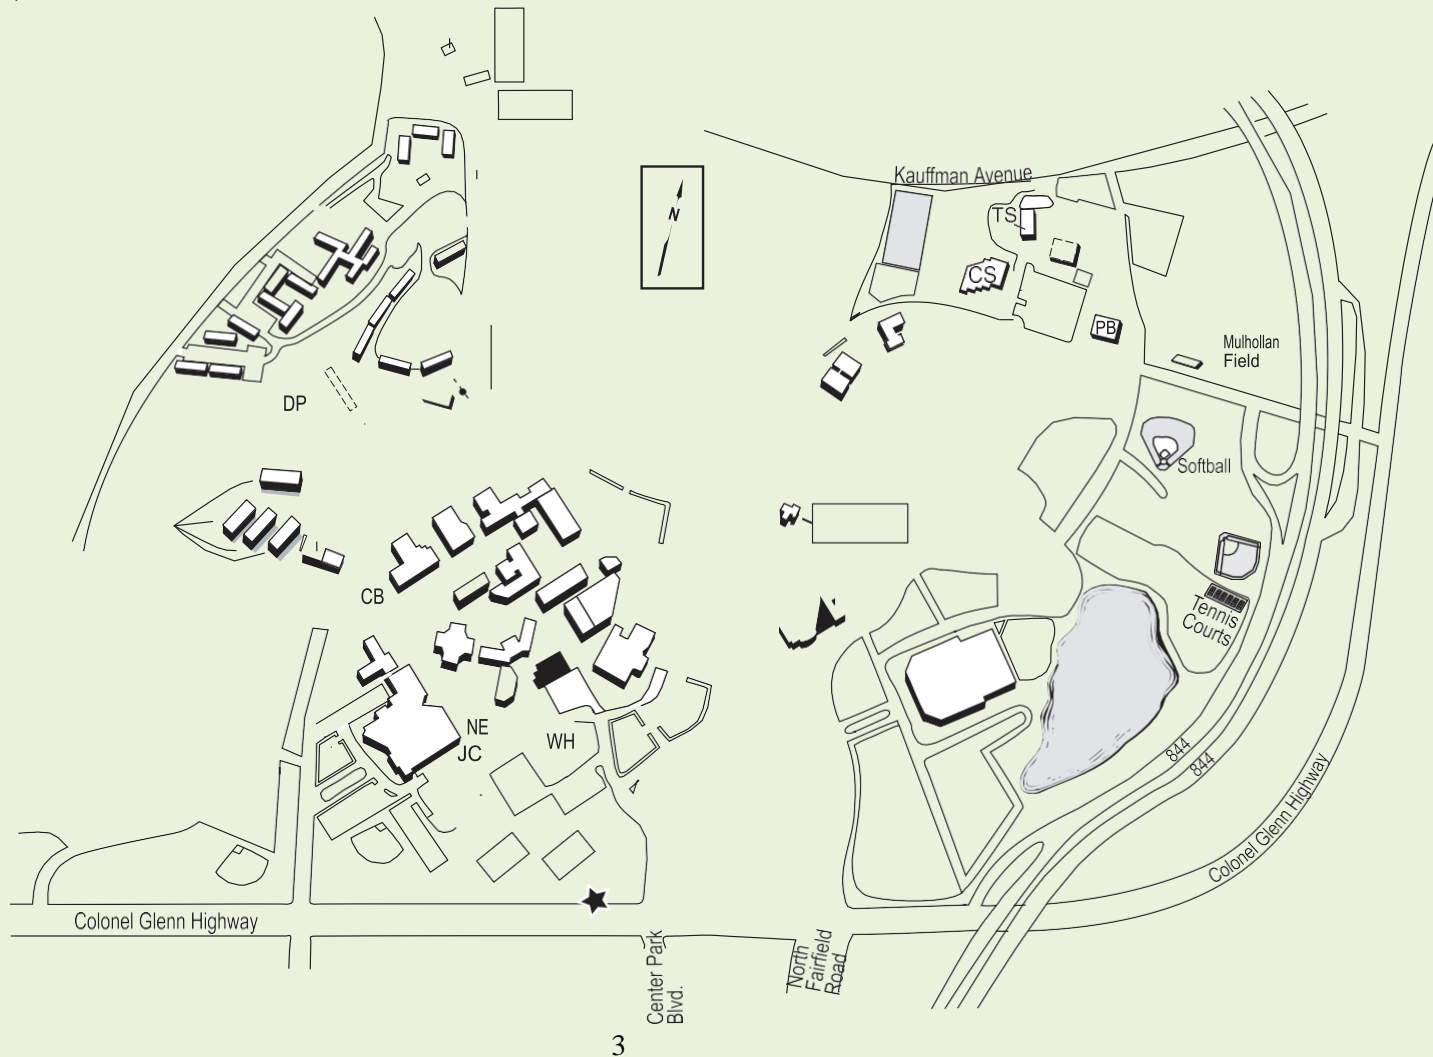 Kauffman Avenue
TS
N
CS
PB
Mulhollan
Field
DP
Softball
CB
Tennis
Courts
NE
JC
WH
844
844
Colonel Glenn Highway
Colonel Glenn Highway
Center Park
Blvd.
North
Fairfield
Road
3